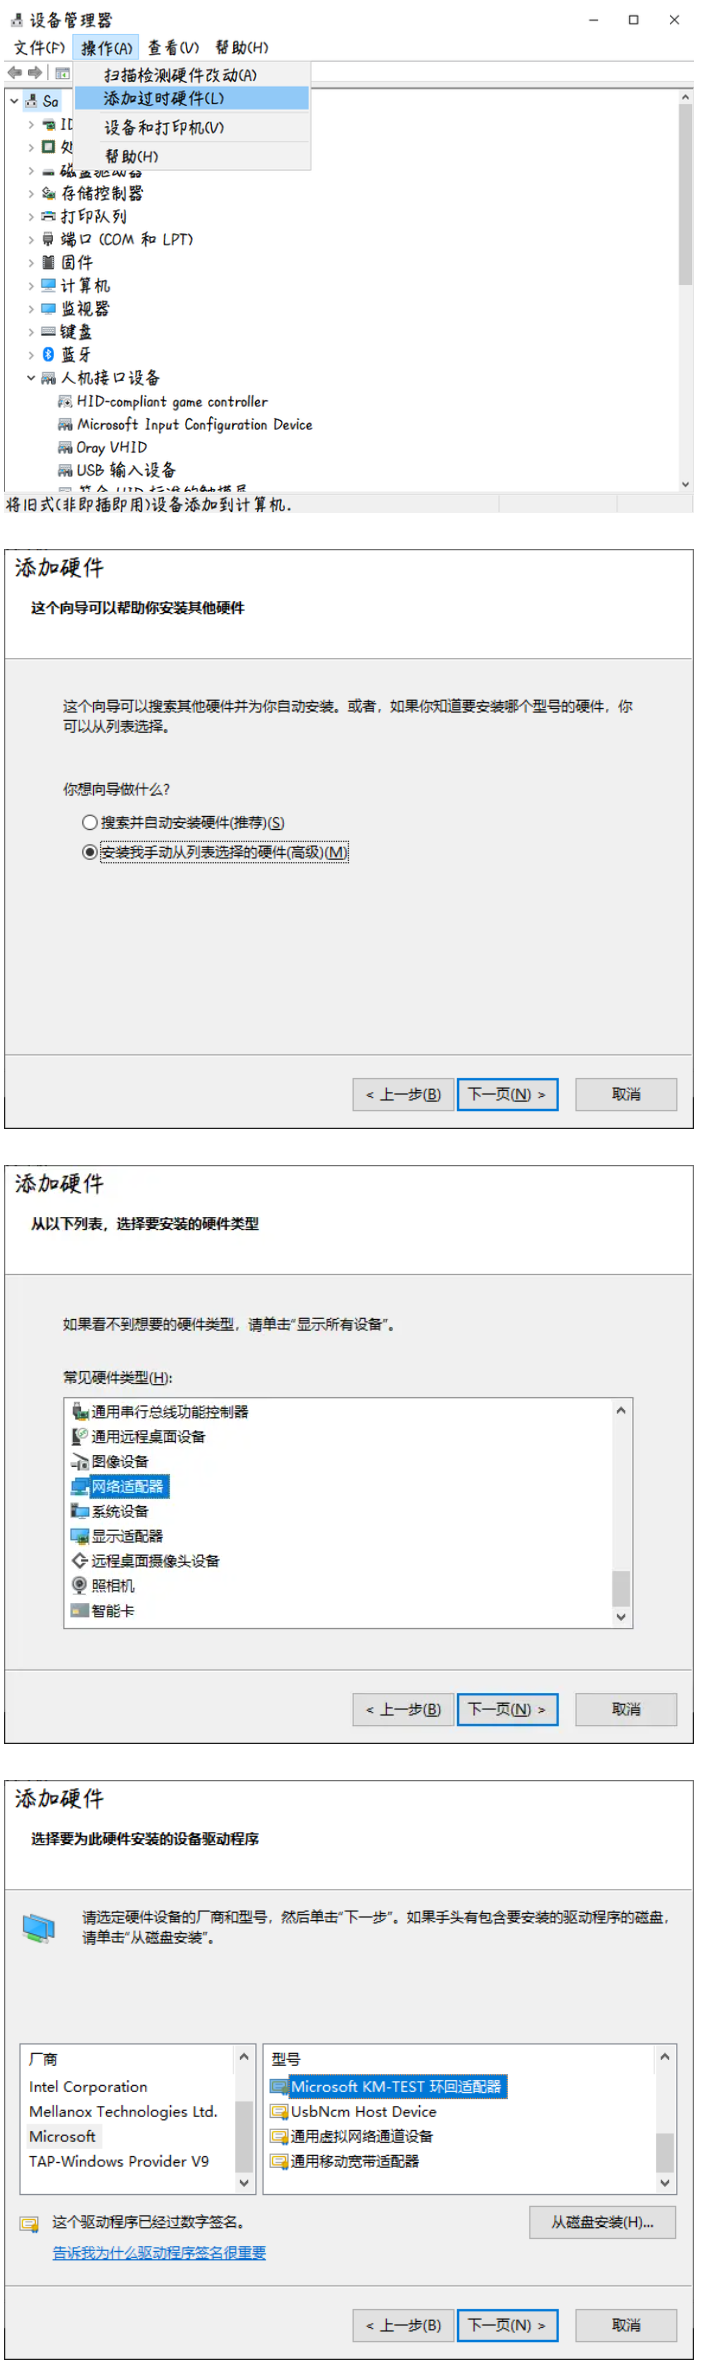 设备管理器
文件(F) 操作(A) 查看(V) 帮助(H)
扫描检测硬件改动(A)
添加过时硬件(L)
Sa
设备和打印机(V)
帮助(H)
存储控制器
打印队列
端口 (COM 和 LPT)
固件
计算机
监视器
键盘
蓝牙
人机接口设备
HID-compliant game controller
Microsoft Input Configuration Device
Oray VHID
USB 输入设备
将旧式(非即插即用)设备添加到计算机.
添加硬件
这个向导可以帮助你安装其他硬件
这个向导可以搜索其他硬件并为你自动安装。或者，如果你知道要安装哪个型号的硬件，你
可以从列表选择。
你想向导做什么?
搜索并自动安装硬件(推荐)(S)
安装我手动从列表选择的硬件(高级)(M)
< 上一步(B) 下一页(N) > 取消
添加硬件
从以下列表，选择要安装的硬件类型
如果看不到想要的硬件类型，请单击“显示所有设备”。
常见硬件类型(H):
通用串行总线功能控制器
通用远程桌面设备
图像设备
网络适配器
系统设备
显示适配器
远程桌面摄像头设备
照相机
智能卡
< 上一步(B) 下一页(N) > 取消
添加硬件
选择要为此硬件安装的设备驱动程序
请选定硬件设备的厂商和型号，然后单击“下一步”。如果手头有包含要安装的驱动程序的磁盘，
请单击“从磁盘安装”。
厂商
Intel Corporation
Mellanox Technologies Ltd.
Microsoft
TAP-Windows Provider V9
型号
Microsoft KM-TEST 环回适配器
UsbNcm Host Device
通用虚拟网络通道设备
通用移动宽带适配器
这个驱动程序已经过数字签名。
从磁盘安装(H)...
告诉我为什么驱动程序签名很重要
< 上一步(B) 下一页(N) > 取消